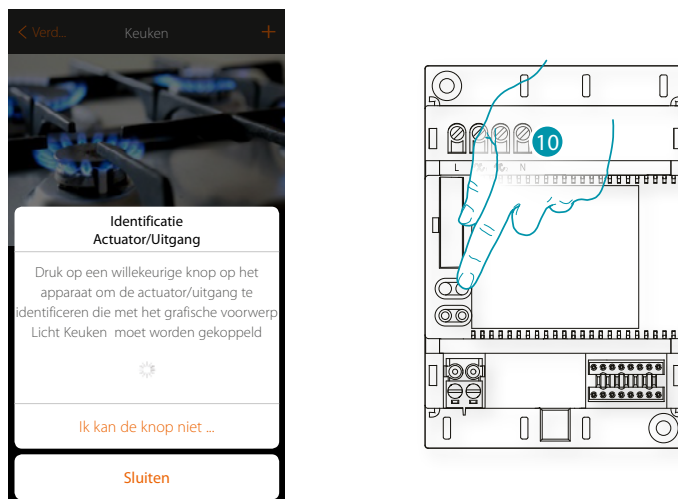 Verd...
Keuken
+
Identificatie
Actuator/Uitgang
Druk op een willekeurige knop op het
apparaat om de actuator/uitgang te
identificeren die met het grafische voorwerp
Licht Keuken moet worden gekoppeld
Ik kan de knop niet ...
Sluiten
10
L
N